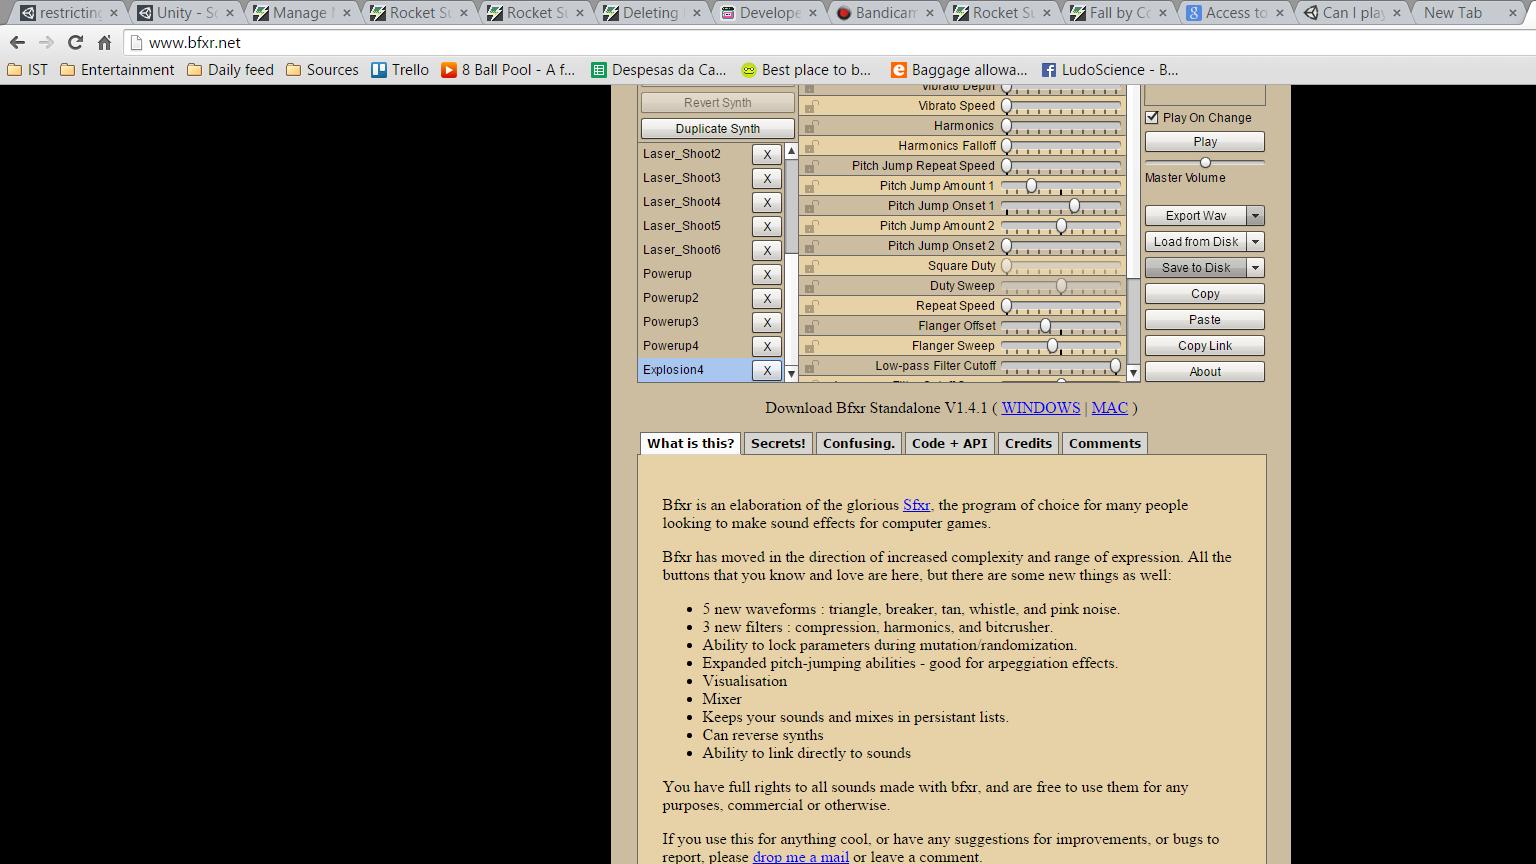 restricting
Unity - Sc
Manage
Rocket Su
Rocket Su
Deleting
Develope
Bandicam
Rocket Su
Fall by Co
Access to
Can I play
New Tab
www.bfxr.net
IST
Entertainment
Daily feed
Sources
Trello
8 Ball Pool - A f...
Despesas da Ca...
Best place to b...
Baggage allowa...
LudoScience - B...
Revert Synth
Duplicate Synth
Laser_Shoot2 X
Laser_Shoot3 X
Laser_Shoot4 X
Laser_Shoot5 X
Laser_Shoot6 X
Powerup X
Powerup2 X
Powerup3 X
Powerup4 X
Explosion4 X
Vibrato Depth
Vibrato Speed
Harmonics
Harmonics Falloff
Pitch Jump Repeat Speed
Pitch Jump Amount 1
Pitch Jump Onset 1
Pitch Jump Amount 2
Pitch Jump Onset 2
Square Duty
Duty Sweep
Repeat Speed
Flanger Offset
Flanger Sweep
Low-pass Filter Cutoff
Play On Change
Play
Master Volume
Export Wav
Load from Disk
Save to Disk
Copy
Paste
Copy Link
About
Download Bfxr Standalone V1.4.1 ( WINDOWS | MAC )
What is this?
Secrets!
Confusing.
Code + API
Credits
Comments
Bfxr is an elaboration of the glorious Sfxr, the program of choice for many people
looking to make sound effects for computer games.
Bfxr has moved in the direction of increased complexity and range of expression. All the
buttons that you know and love are here, but there are some new things as well:
• 5 new waveforms : triangle, breaker, tan, whistle, and pink noise.
• 3 new filters : compression, harmonics, and bitcrusher.
• Ability to lock parameters during mutation/randomization.
• Expanded pitch-jumping abilities - good for arpeggiation effects.
• Visualisation
• Mixer
• Keeps your sounds and mixes in persistant lists.
• Can reverse synths
• Ability to link directly to sounds
You have full rights to all sounds made with bfxr, and are free to use them for any
purposes, commercial or otherwise.
If you use this for anything cool, or have any suggestions for improvements, or bugs to
report, please drop me a mail or leave a comment.